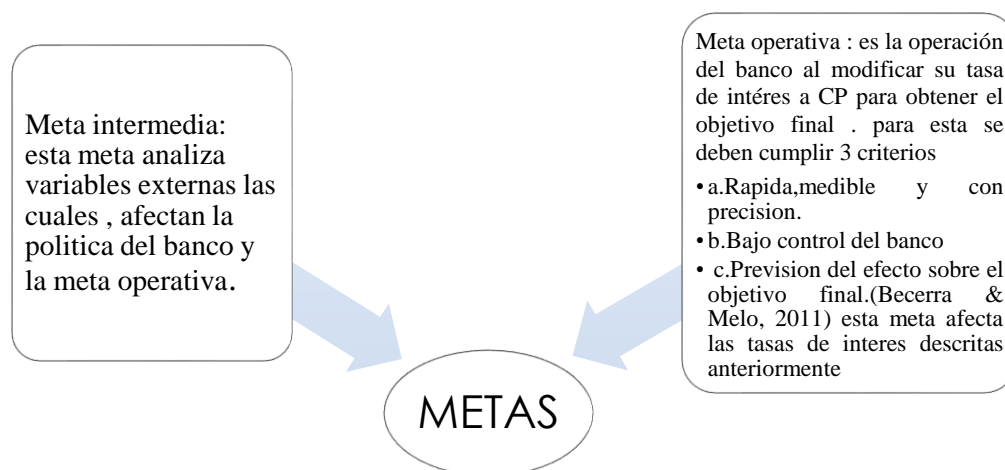 Meta intermedia:
esta meta analiza
variables externas las
cuales , afectan la
politica del banco y
la meta operativa.
Meta operativa : es la operación
del banco al modificar su tasa
de intéres a CP para obtener el
objetivo final . para esta se
deben cumplir 3 criterios
• a.Rapida,medible y con
precision.
• b.Bajo control del banco
• c.Prevision del efecto sobre el
objetivo final.(Becerra &
Melo, 2011) esta meta afecta
las tasas de interes descritas
anteriormente
METAS